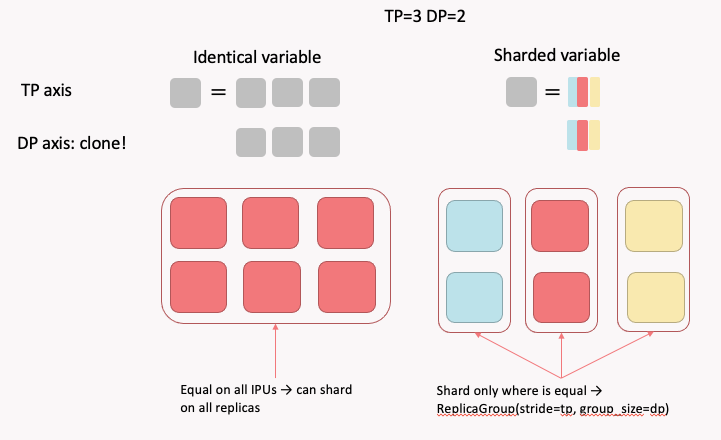 TP=3 DP=2
Identical variable
Sharded variable
TP axis
=
=
DP axis: clone!
Equal on all IPUs → can shard
on all replicas
Shard only where is equal →
ReplicaGroup(stride=tp, group_size=dp)